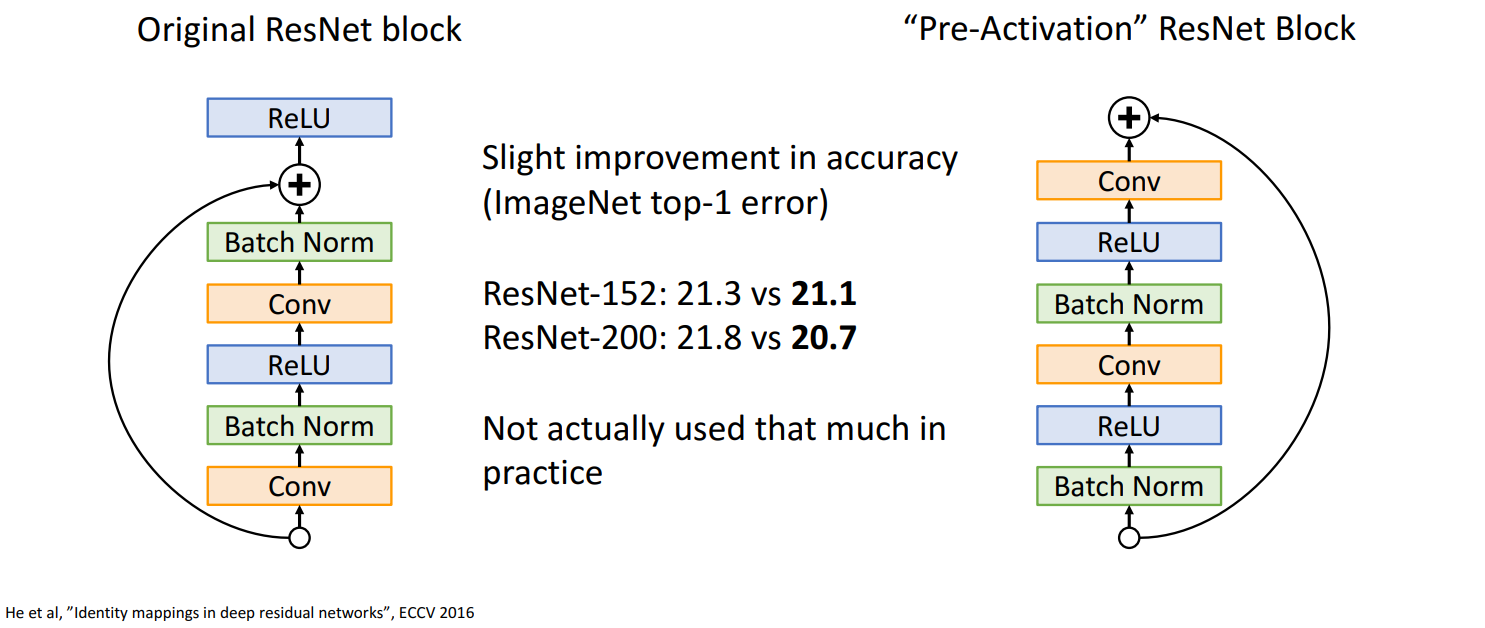 Original ResNet block
“Pre-Activation” ResNet Block
ReLU
Batch Norm
Conv
ReLU
Batch Norm
Conv
Slight improvement in accuracy
(ImageNet top-1 error)
ResNet-152: 21.3 vs 21.1
ResNet-200: 21.8 vs 20.7
Not actually used that much in
practice
Conv
ReLU
Batch Norm
Conv
ReLU
Batch Norm
He et al, ”Identity mappings in deep residual networks”, ECCV 2016